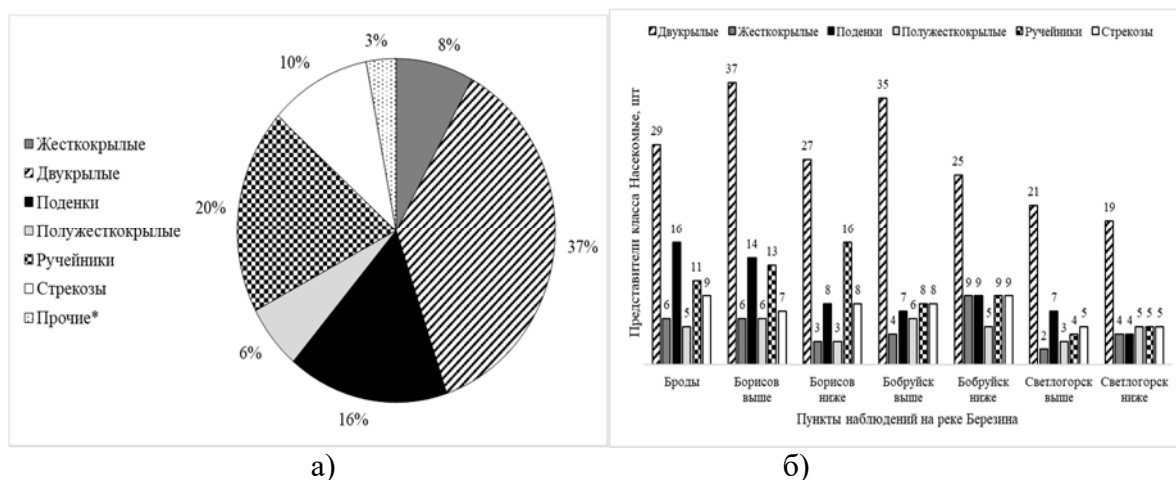 3%
8%
10%
Жесткокрылые
Двукрылые
Поденки
Полужесткокрылые
Ручейники
Стрекозы
Прочие*
20%
37%
6%
16%
а)
Двукрылые Жесткокрылые Поденки Полужесткокрылые Ручейники Стрекозы
Представители класса Насекомые, шт
29 6 16 5 11 9
37 6 14 6 13 7
27 3 8 3 16 8
35 4 7 6 8 8
25 9 9 5 9 9
21 2 7 3 4 5
19 4 4 5 5 5
Броды Борисов Борисов Бобруйск Бобруйск Светлогорск Светлогорск
выше ниже выше ниже выше ниже
Пункты наблюдений на реке Березина
б)